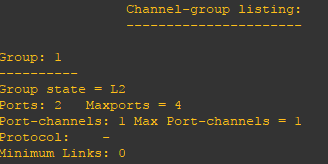 Channel-group listing:
----------------------
Group: 1
----------
Group state = L2
Ports: 2   Maxports = 4
Port-channels: 1 Max Port-channels = 1
Protocol:    -
Minimum Links: 0